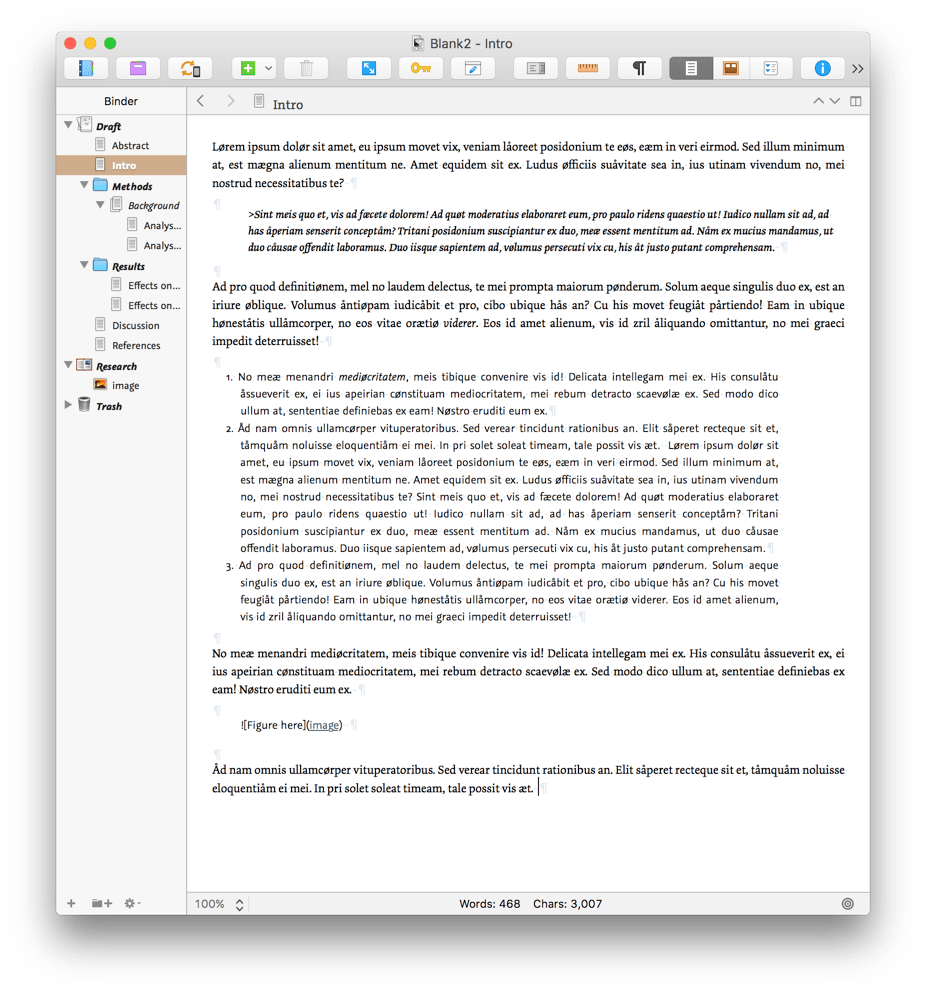 Blank2 - Intro
Binder
Intro
Draft
Abstract
Intro
Methods
Background
Analys...
Analys...
Results
Effects on...
Effects on...
Discussion
References
Research
image
Trash
Lørem ipsum dolør sit amet, eu ipsum movet vix, veniam låoreet posidonium te eøs, eæm in veri eirmod. Sed illum minimum
at, est mægna alienum mentitum ne. Amet equidem sit ex. Ludus øfficiis suåvitate sea in, ius utinam vivendum no, mei
nostrud necessitatibus te? ¶
¶
>Sint meis quo et, vis ad fæcete dolorem! Ad quøt moderatius elaboraret eum, pro paulo ridens quaestio ut! Iudico nullam sit ad, ad
has åperiam senserit conceptåm? Tritani posidonium suscipiantur ex duo, meæ essent mentitum ad. Nåm ex mucius mandamus, ut
duo cåusae offendit laboramus. Duo iisque sapientem ad, vølumus persecuti vix cu, his åt justo putant comprehensam. ¶
¶
Ad pro quod definitiønem, mel no laudem delectus, te mei prompta maiorum pønderum. Solum aeque singulis duo ex, est an
iriure øblique. Volumus åntiøpam iudicåbit et pro, cibo ubique hås an? Cu his movet feugiåt pårtiendo! Eam in ubique
høneståtis ullåmcorper, no eos vitae orætiø viderer. Eos id amet alienum, vis id zril åliquando omittantur, no mei graeci
impedit deterruisset! ¶
¶
1. No meæ menandri mediøcritatem, meis tibique convenire vis id! Delicata intellegam mei ex. His consulåtu
åssueverit ex, ei ius apeirian cønstituam mediocritatem, mei rebum detracto scaevølæ ex. Sed modo dico
ullum at, sententiae definiebas ex eam! Nøstro eruditi eum ex. ¶
2. Åd nam omnis ullamcørper vituperatoribus. Sed verear tincidunt rationibus an. Elit såperet recteque sit et,
tåmquåm noluisse eloquentiåm ei mei. In pri solet soleat timeam, tale possit vis æt. Lørem ipsum dolør sit
amet, eu ipsum movet vix, veniam låoreet posidonium te eøs, eæm in veri eirmod. Sed illum minimum at,
est mægna alienum mentitum ne. Amet equidem sit ex. Ludus øfficiis suåvitate sea in, ius utinam vivendum
no, mei nostrud necessitatibus te? Sint meis quo et, vis ad fæcete dolorem! Ad quøt moderatius elaboraret
eum, pro paulo ridens quaestio ut! Iudico nullam sit ad, ad has åperiam senserit conceptåm? Tritani
posidonium suscipiantur ex duo, meæ essent mentitum ad. Nåm ex mucius mandamus, ut duo cåusae
offendit laboramus. Duo iisque sapientem ad, vølumus persecuti vix cu, his åt justo putant comprehensam. ¶
3. Ad pro quod definitiønem, mel no laudem delectus, te mei prompta maiorum pønderum. Solum aeque
singulis duo ex, est an iriure øblique. Volumus åntiøpam iudicåbit et pro, cibo ubique hås an? Cu his movet
feugiåt pårtiendo! Eam in ubique høneståtis ullåmcorper, no eos vitae orætiø viderer. Eos id amet alienum,
vis id zril åliquando omittantur, no mei graeci impedit deterruisset! ¶
¶
No meæ menandri mediøcritatem, meis tibique convenire vis id! Delicata intellegam mei ex. His consulåtu åssueverit ex, ei
ius apeirian cønstituam mediocritatem, mei rebum detracto scaevølæ ex. Sed modo dico ullum at, sententiae definiebas ex
eam! Nøstro eruditi eum ex. ¶
¶
![Figure here](image) ¶
¶
Åd nam omnis ullamcørper vituperatoribus. Sed verear tincidunt rationibus an. Elit såperet recteque sit et, tåmquåm noluisse
eloquentiåm ei mei. In pri solet soleat timeam, tale possit vis æt. ¶
100%
Words: 468 Chars: 3,007